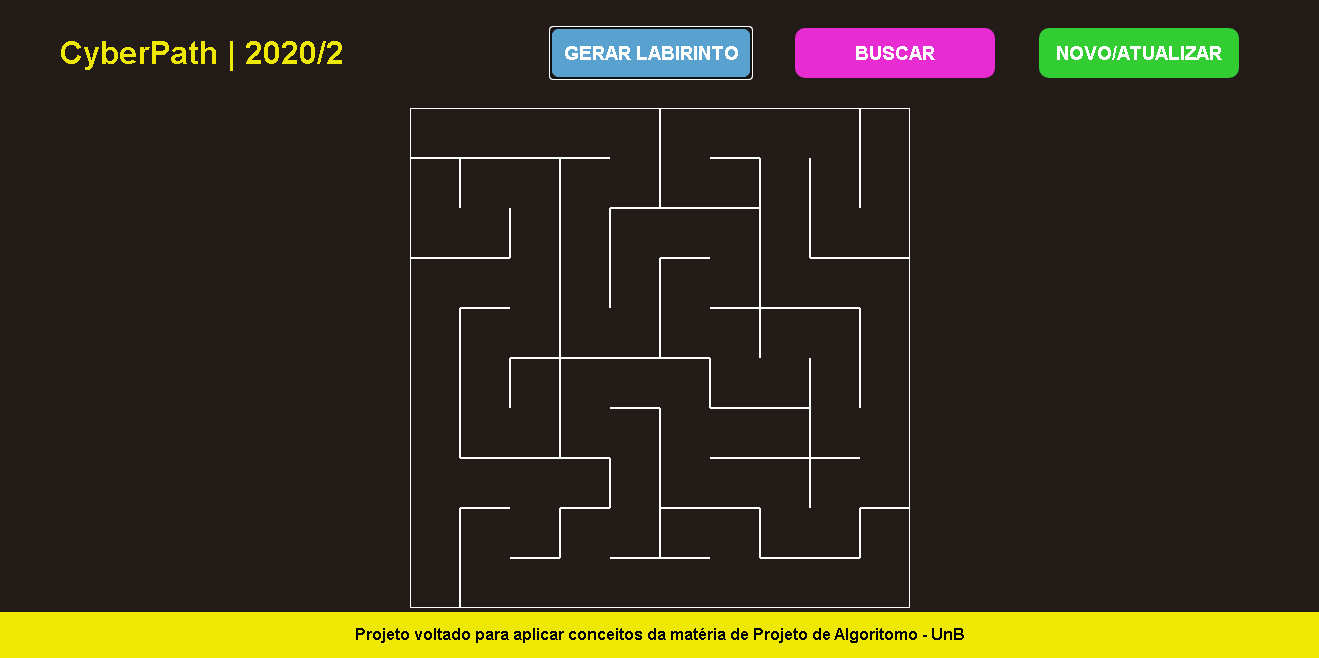 CyberPath | 2020/2
GERAR LABIRINTO
BUSCAR
NOVO/ATUALIZAR
Projeto voltado para aplicar conceitos da matéria de Projeto de Algoritomo - UnB